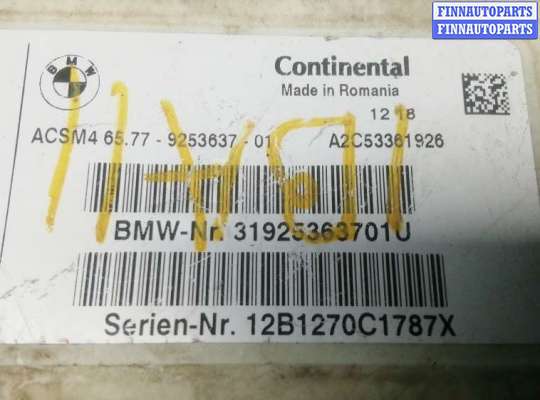 FINNAUTOPARTS
FINNAUTOPARTS
BMW
Continental
Made in Romania
12 18
ACSM4 65.77 - 9253637 - 01
A2C53361926
BMW-Nr. 31925363701U
Serien-Nr. 12B1270C1787X